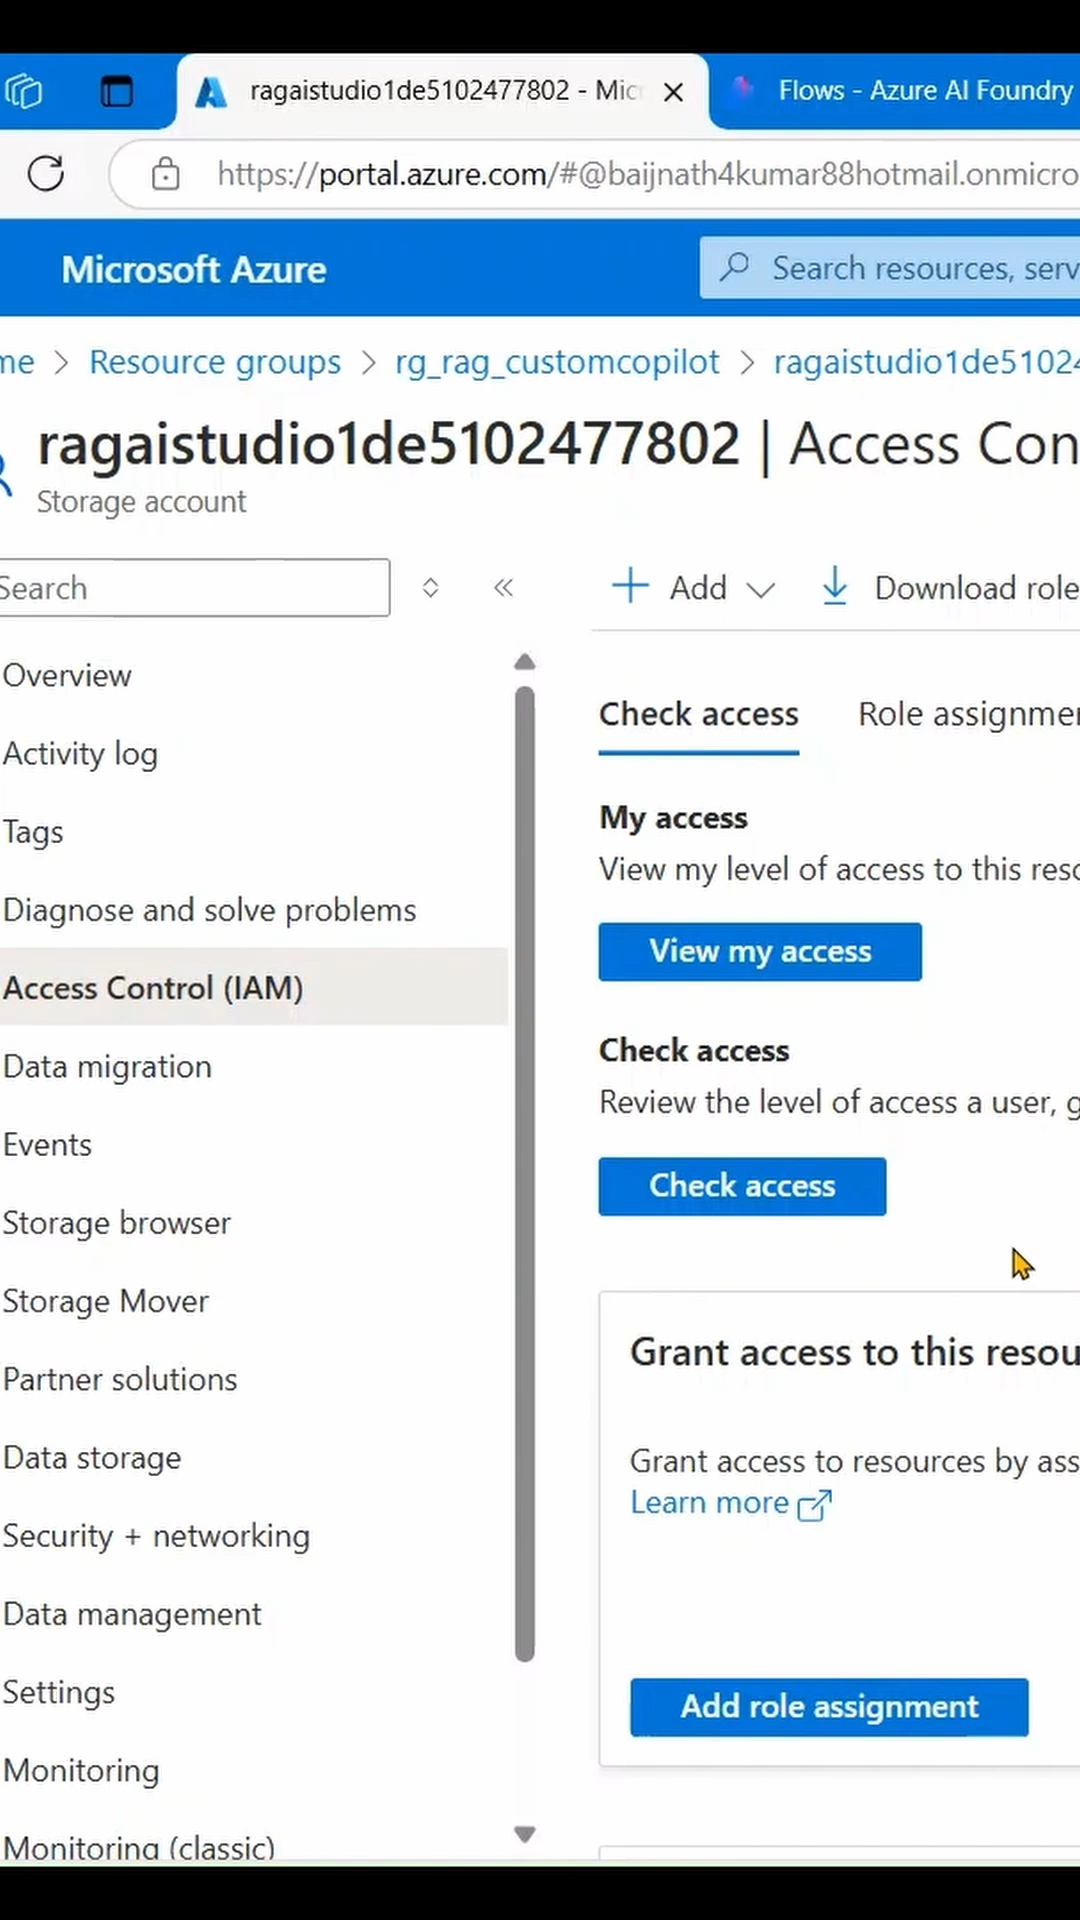 ragaistudio1de5102477802 - Mic
Flows - Azure AI Foundry
https://portal.azure.com/#@baijnath4kumar88hotmail.onmicro
Microsoft Azure
Search resources, serv
me > Resource groups > rg_rag_customcopilot > ragaistudio1de51024
ragaistudio1de5102477802 | Access Con
Storage account
Search
Add
Download role
Overview
Activity log
Tags
Diagnose and solve problems
Access Control (IAM)
Data migration
Events
Storage browser
Storage Mover
Partner solutions
Data storage
Security + networking
Data management
Settings
Monitoring
Monitoring (classic)
Check access
Role assignmen
My access
View my level of access to this reso
View my access
Check access
Review the level of access a user, g
Check access
Grant access to this resou
Grant access to resources by ass
Learn more
Add role assignment